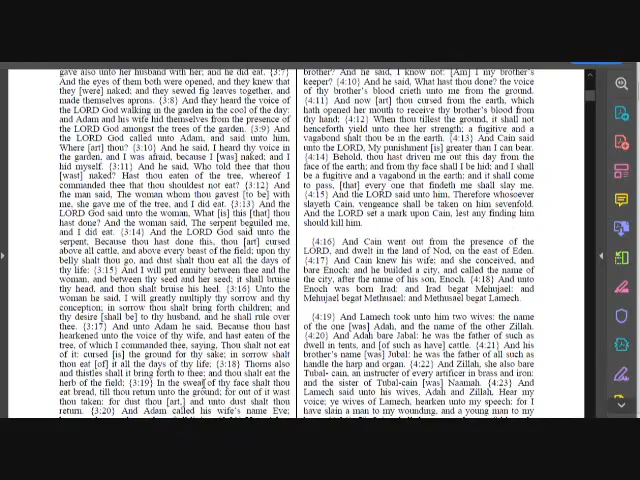 gave also unto her husband with her; and he did eat. {3:7}
And the eyes of them both were opened, and they knew that
they [were] naked; and they sewed fig leaves together, and
made themselves aprons. {3:8} And they heard the voice of
the LORD God walking in the garden in the cool of the day:
and Adam and his wife hid themselves from the presence of
the LORD God amongst the trees of the garden. {3:9} And
the LORD God called unto Adam, and said unto him,
Where [art] thou? {3:10} And he said, I heard thy voice in
the garden, and I was afraid, because I [was] naked; and I
hid myself. {3:11} And he said, Who told thee that thou
[wast] naked? Hast thou eaten of the tree, whereof I
commanded thee that thou shouldest not eat? {3:12} And the
man said, The woman whom thou gavest [to be] with
me, she gave me of the tree, and I did eat. {3:13} And the
LORD God said unto the woman, What [is] this [that] thou
hast done? And the woman said, The serpent beguiled me,
and I did eat. {3:14} And the LORD God said unto the
serpent, Because thou hast done this, thou [art] cursed
above all cattle, and above every beast of the field; upon thy
belly shalt thou go, and dust shalt thou eat all the days of
thy life: {3:15} And I will put enmity between thee and the
woman, and between thy seed and her seed; it shall bruise
thy head, and thou shalt bruise his heel. {3:16} Unto the
woman he said, I will greatly multiply thy sorrow and thy
conception; in sorrow thou shalt bring forth children; and
thy desire [shall be] to thy husband, and he shall rule over
thee. {3:17} And unto Adam he said, Because thou hast
hearkened unto the voice of thy wife, and hast eaten of the
tree, of which I commanded thee, saying, Thou shalt not eat
of it: cursed [is] the ground for thy sake; in sorrow shalt
thou eat [of] it all the days of thy life; {3:18} Thorns also
and thistles shall it bring forth to thee; and thou shalt eat the
herb of the field; {3:19} In the sweat of thy face shalt thou
eat bread, till thou return unto the ground; for out of it wast
thou taken: for dust thou [art,] and unto dust shalt thou
return. {3:20} And Adam called his wife's name Eve;
brother? And he said, I know not: [Am] I my brother's
keeper? {4:10} And he said, What hast thou done? the voice
of thy brother's blood crieth unto me from the ground.
{4:11} And now [art] thou cursed from the earth, which
hath opened her mouth to receive thy brother's blood from
thy hand; {4:12} When thou tillest the ground, it shall not
henceforth yield unto thee her strength; a fugitive and a
vagabond shalt thou be in the earth. {4:13} And Cain said
unto the LORD, My punishment [is] greater than I can bear.
{4:14} Behold, thou hast driven me out this day from the
face of the earth; and from thy face shall I be hid; and I shall
be a fugitive and a vagabond in the earth; and it shall come
to pass, [that] every one that findeth me shall slay me.
{4:15} And the LORD said unto him, Therefore whosoever
slayeth Cain, vengeance shall be taken on him sevenfold.
And the LORD set a mark upon Cain, lest any finding him
should kill him.
{4:16} And Cain went out from the presence of the
LORD, and dwelt in the land of Nod, on the east of Eden.
{4:17} And Cain knew his wife; and she conceived, and
bare Enoch: and he builded a city, and called the name of
the city, after the name of his son, Enoch. {4:18} And unto
Enoch was born Irad: and Irad begat Mehujael: and
Mehujael begat Methusael: and Methusael begat Lamech.
{4:19} And Lamech took unto him two wives: the name
of the one [was] Adah, and the name of the other Zillah.
{4:20} And Adah bare Jabal: he was the father of such as
dwell in tents, and [of such as have] cattle. {4:21} And his
brother's name [was] Jubal: he was the father of all such as
handle the harp and organ. {4:22} And Zillah, she also bare
Tubal- cain, an instructer of every artificer in brass and iron:
and the sister of Tubal-cain [was] Naamah. {4:23} And
Lamech said unto his wives, Adah and Zillah, Hear my
voice; ye wives of Lamech, hearken unto my speech: for I
have slain a man to my wounding, and a young man to my